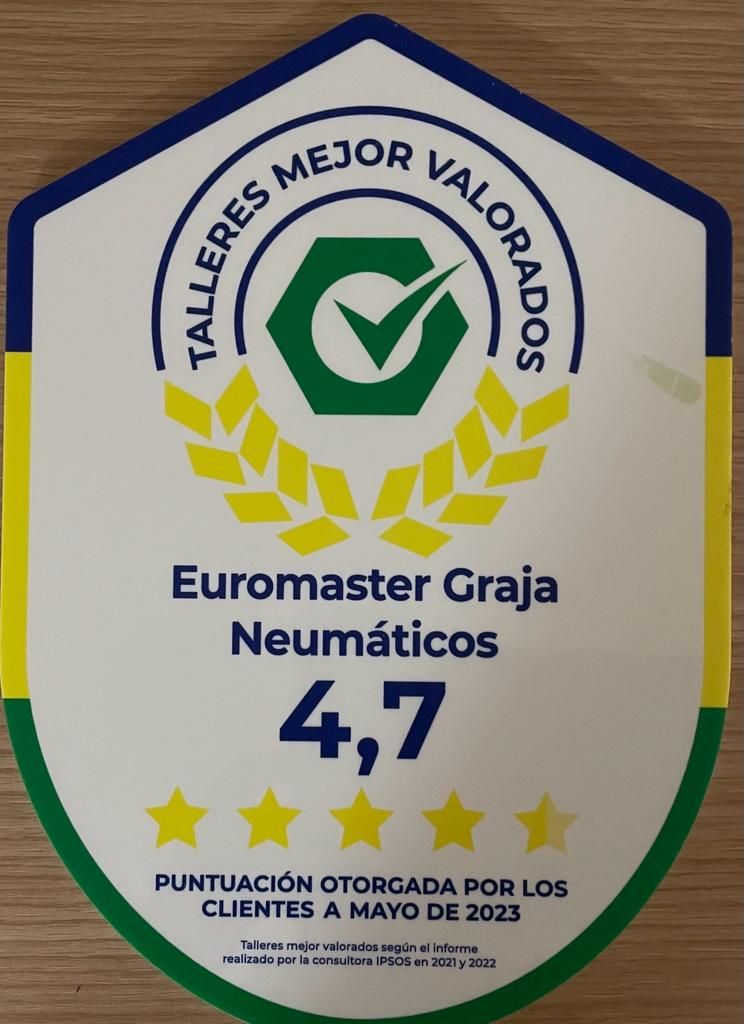 TALLERES MEJOR VALORADOS
Euromaster Graja
Neumáticos
4,7
PUNTUACIÓN OTORGADA POR LOS
CLIENTES A MAYO DE 2023
Talleres mejor valorados según el informe
realizado por la consultora IPSOS en 2021 y 2022